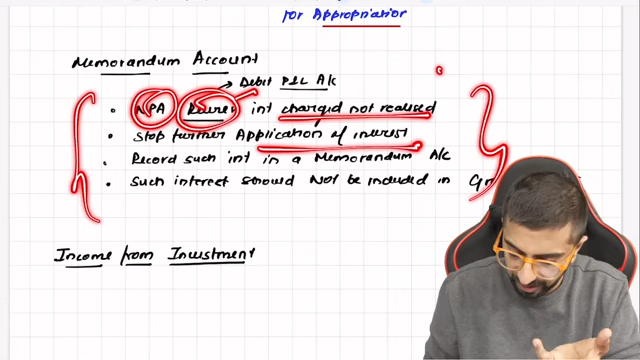 for Appropriation
Memorandum Account
→ Debit P&L A/c
• NPA int charged not realised
• Stop further Application of interest
• Record such int in a Memorandum A/c
• Such interest should Not be included in
Income from Investment